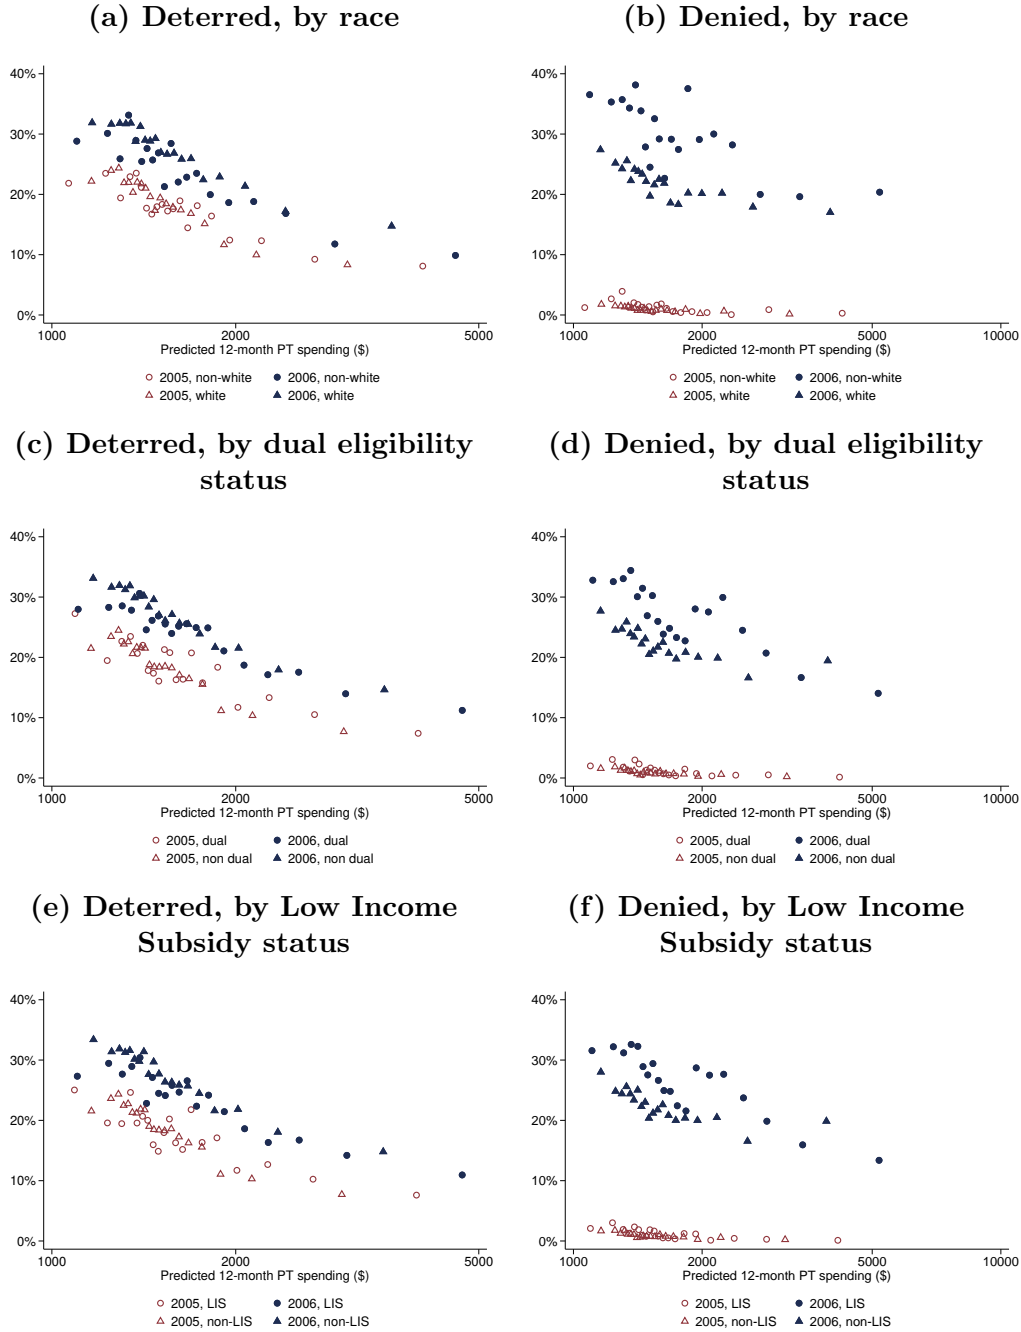 (a) Deterred, by race
40%
30%
20%
10%
0%
1000
2000
5000
Predicted 12-month PT spending ($)
2005, non-white
2006, non-white
2005, white
2006, white
(b) Denied, by race
40%
30%
20%
10%
0%
1000
2000
5000
10000
Predicted 12-month PT spending ($)
2005, non-white
2006, non-white
2005, white
2006, white
(c) Deterred, by dual eligibility
status
40%
30%
20%
10%
0%
1000
2000
5000
Predicted 12-month PT spending ($)
2005, dual
2006, dual
2005, non dual
2006, non dual
(d) Denied, by dual eligibility
status
40%
30%
20%
10%
0%
1000
2000
5000
10000
Predicted 12-month PT spending ($)
2005, dual
2006, dual
2005, non dual
2006, non dual
(e) Deterred, by Low Income
Subsidy status
40%
30%
20%
10%
0%
1000
2000
5000
Predicted 12-month PT spending ($)
2005, LIS
2006, LIS
2005, non-LIS
2006, non-LIS
(f) Denied, by Low Income
Subsidy status
40%
30%
20%
10%
0%
1000
2000
5000
10000
Predicted 12-month PT spending ($)
2005, LIS
2006, LIS
2005, non-LIS
2006, non-LIS